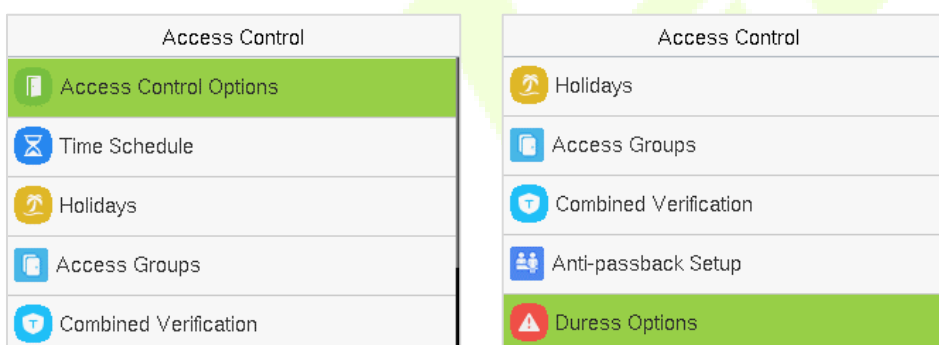 Access Control
Access Control Options
Time Schedule
Holidays
Access Groups
Combined Verification
Access Control
Holidays
Access Groups
Combined Verification
Anti-passback Setup
Duress Options